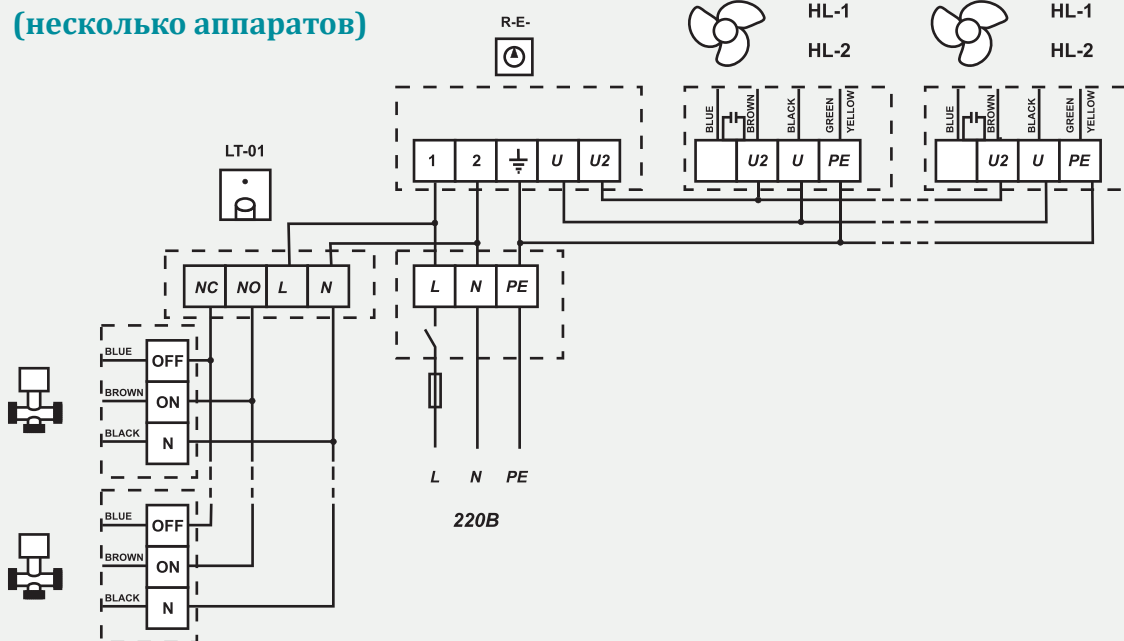 (несколько аппаратов)
R-E-
HL-1
HL-2
HL-1
HL-2
BLUE
BROWN
BLACK
GREEN
YELLOW
BLUE
BROWN
BLACK
GREEN
YELLOW
1 2 U U2
U2 U PE
U2 U PE
LT-01
NC NO L N
L N PE
BLUE OFF
BROWN ON
BLACK N
L N PE
220В
BLUE OFF
BROWN ON
BLACK N